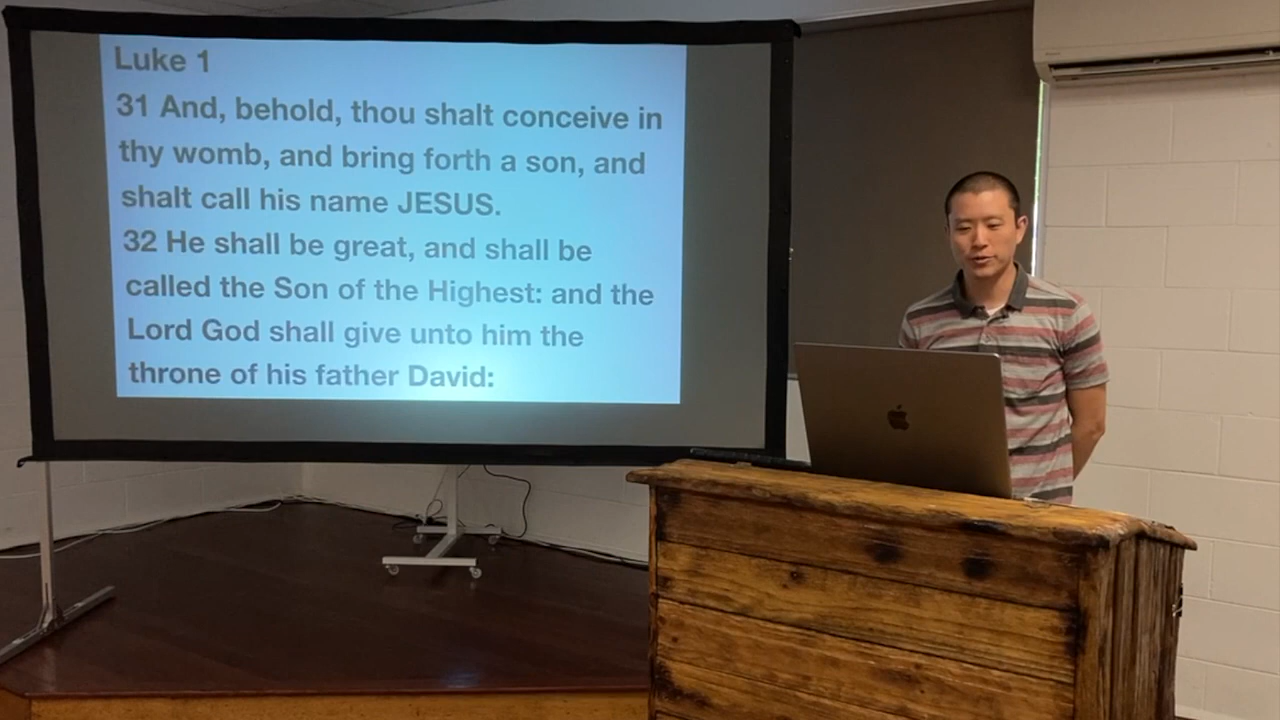 Luke 1
31 And, behold, thou shalt conceive in
thy womb, and bring forth a son, and
shalt call his name JESUS.
32 He shall be great, and shall be
called the Son of the Highest: and the
Lord God shall give unto him the
throne of his father David: